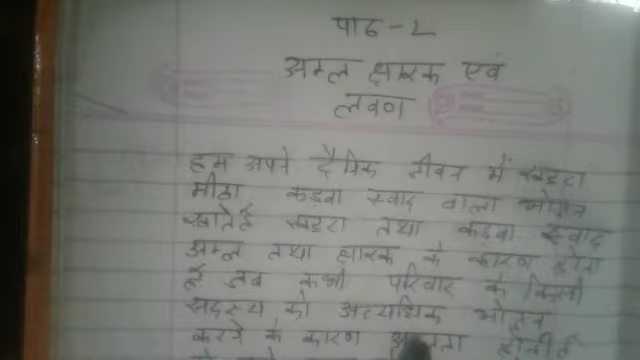 पाठ-2
अम्ल क्षारक एवं
लवण
हम अपने दैनिक जीवन में खट्टा
मीठा कड़वा स्वाद वाला भोजन
खाते हैं खट्टा तथा कड़वा स्वाद
अम्ल तथा क्षारक के कारण होता
है जब कभी परिवार के किसी
सदस्य को अत्यधिक भोजन
करने के कारण होती है